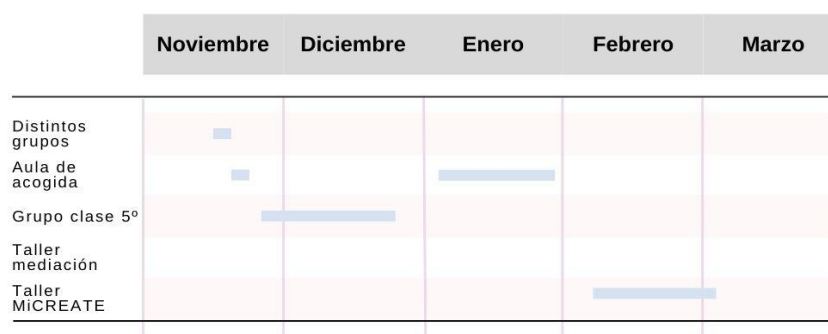 Noviembre Diciembre Enero Febrero Marzo
Distintos
grupos
Aula de
acogida
Grupo clase 5º
Taller
mediación
Taller
MiCREATE